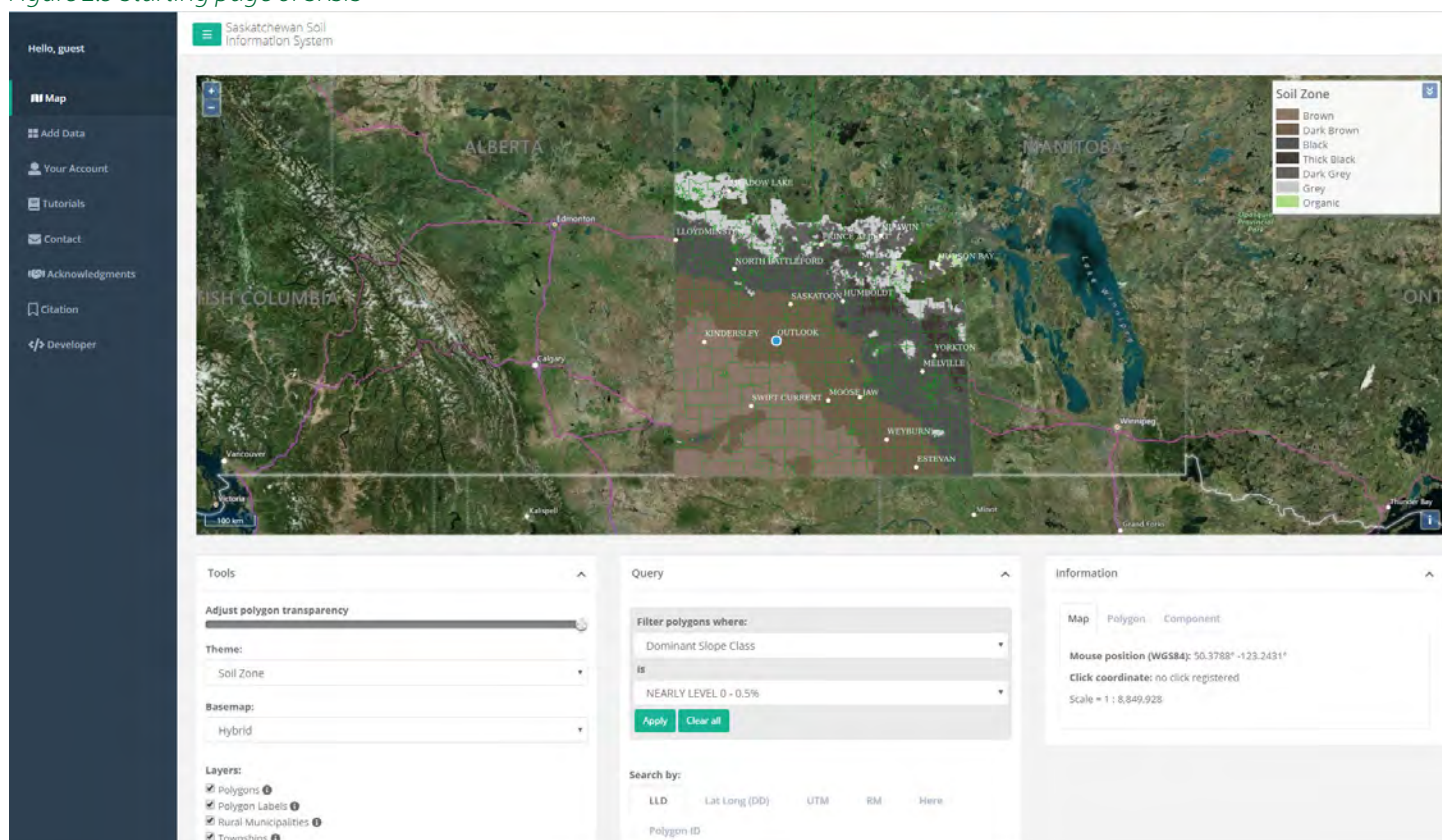 Hello, guest
Map
Add Data
Your Account
Tutorials
Contact
Acknowledgments
Citation
</> Developer
Saskatchewan Soil
Information System
+
-
ALBERTA
MANITOBA
Edmonton
LLOYDMINSTER
NORTH BATTLEFORD
HUDSON BAY
SASKATOON
HUMBOLDT
KINDERSLEY
OUTLOOK
YORKTON
MELVILLE
Calgary
SWIFT CURRENT
MOOSE JAW
WEYBURN
ESTEVAN
Lake Winnipeg
Winnipeg
Vancouver
Victoria
100 km
Kalispell
Minot
Grand Forks
Thunder Bay
ONT
Soil Zone
Brown
Dark Brown
Black
Thick Black
Dark Grey
Grey
Organic
i
Tools
Adjust polygon transparency
Theme:
Soil Zone
Basemap:
Hybrid
Layers:
Polygons
Polygon Labels
Rural Municipalities
Townships
Query
Filter polygons where:
Dominant Slope Class
is
NEARLY LEVEL 0 - 0.5%
Apply Clear all
Search by:
LLD Lat Long (DD) UTM RM Here
Polygon ID
Information
Map Polygon Component
Mouse position (WGS84): 50.3788° -123.2431°
Click coordinate: no click registered
Scale = 1 : 8,849,928